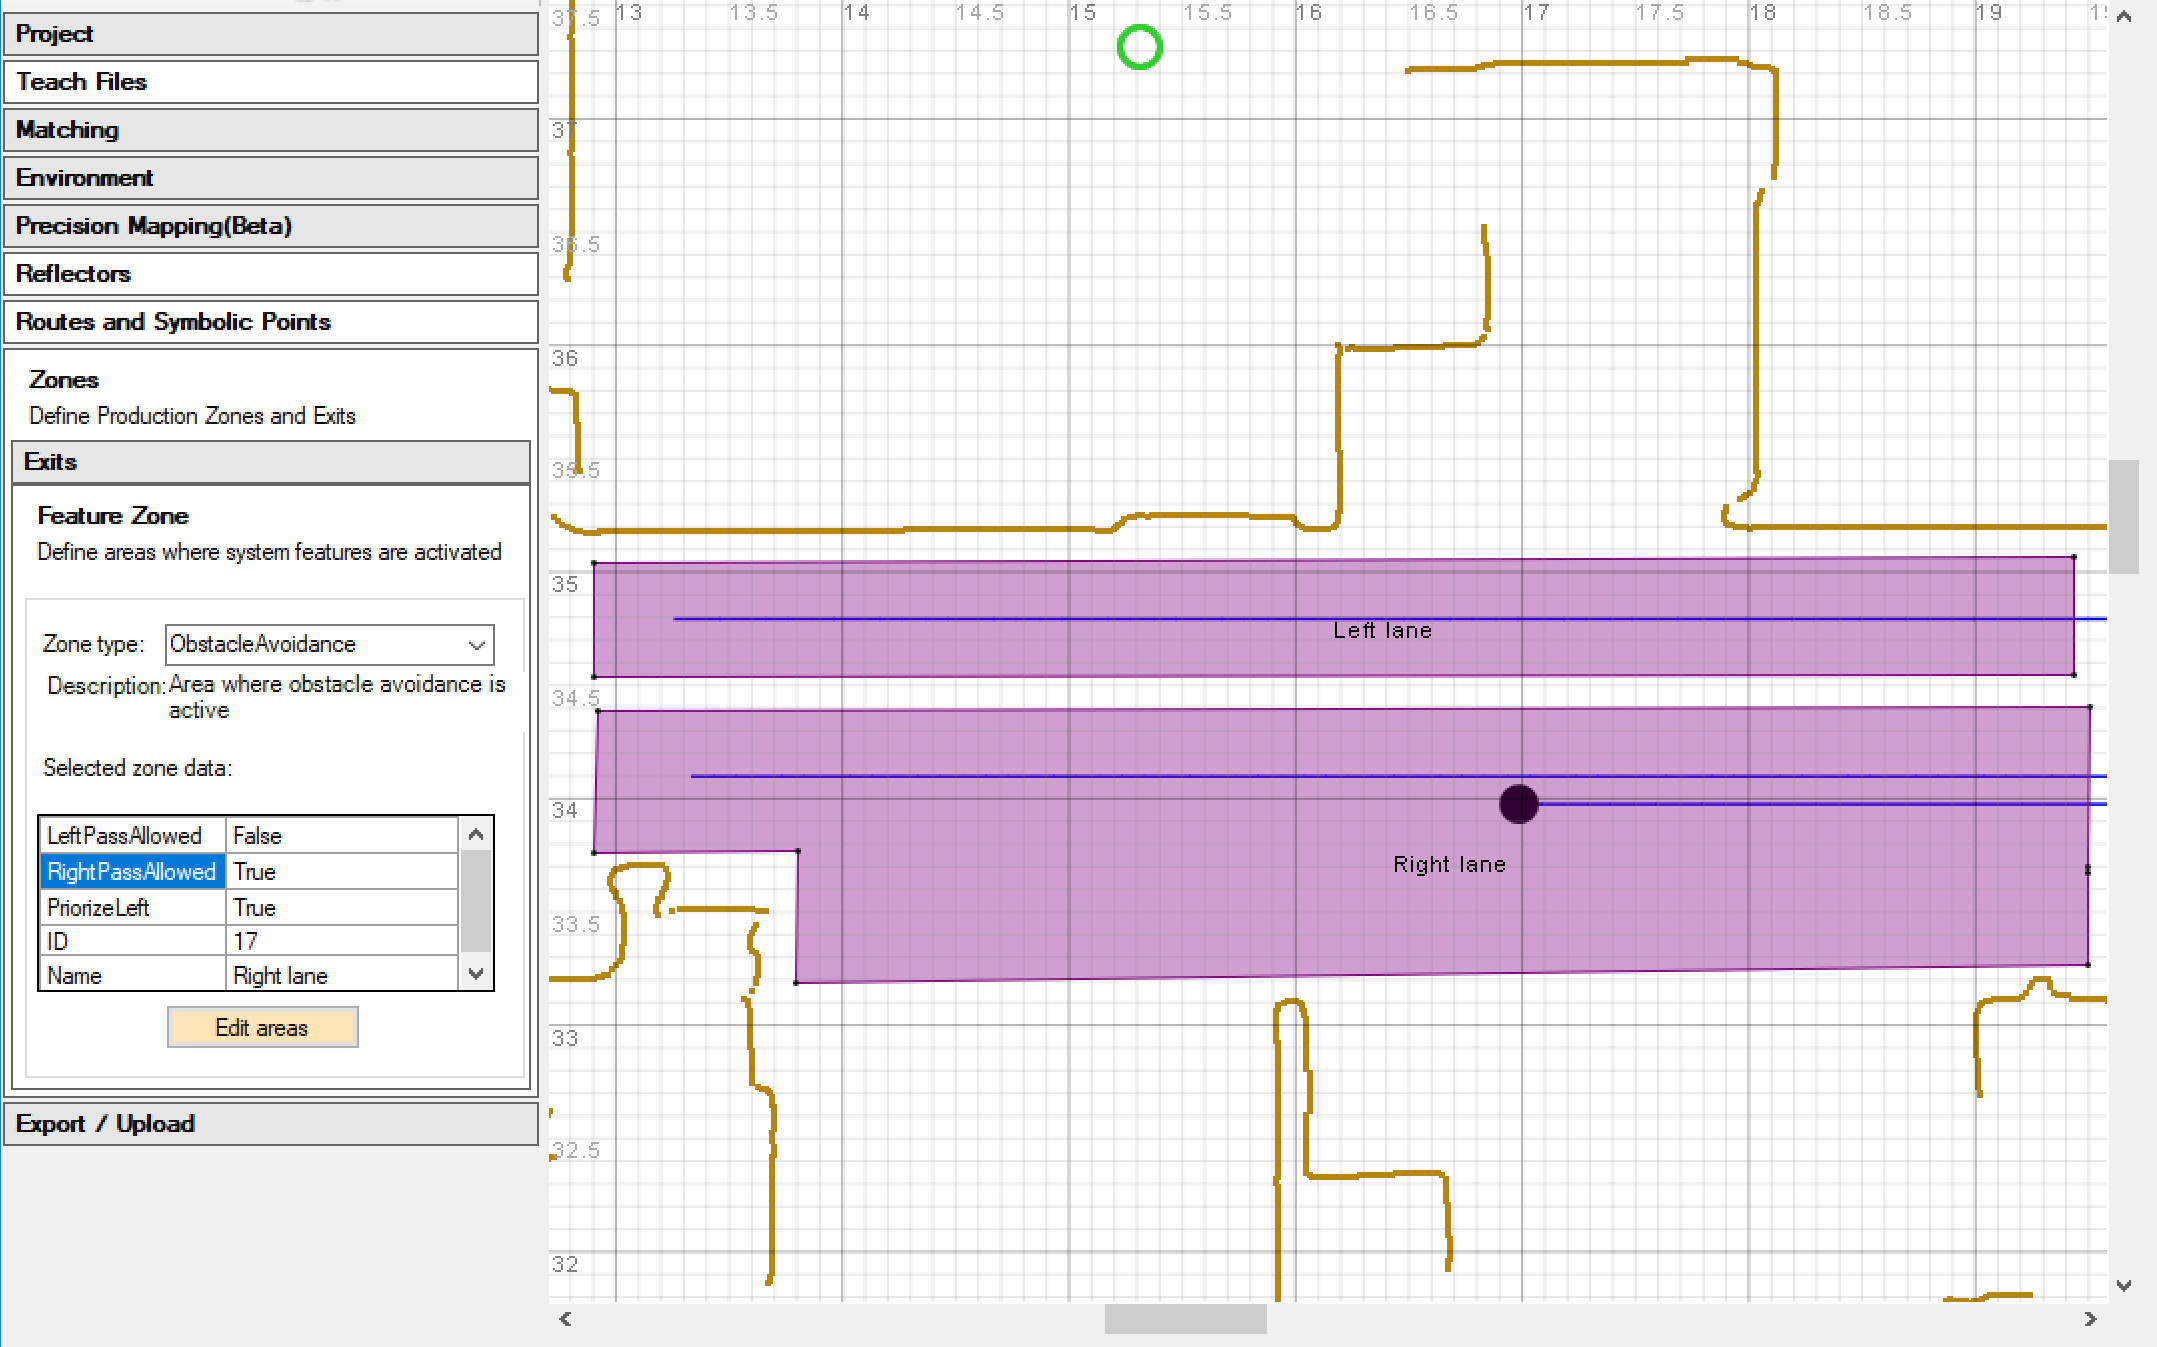 Project
Teach Files
Matching
Environment
Precision Mapping(Beta)
Reflectors
Routes and Symbolic Points
Zones
Define Production Zones and Exits
Exits
Feature Zone
Define areas where system features are activated
Zone type: ObstacleAvoidance
Description: Area where obstacle avoidance is
active
Selected zone data:
LeftPassAllowed False
RightPassAllowed True
PriorizeLeft True
ID 17
Name Right lane
Edit areas
Export / Upload
13 13.5 14 14.5 15 15.5 16 16.5 17 17.5 18 18.5 19
37.5
37
36.5
36
35.5
35
Left lane
34.5
34
Right lane
33.5
33
32.5
32